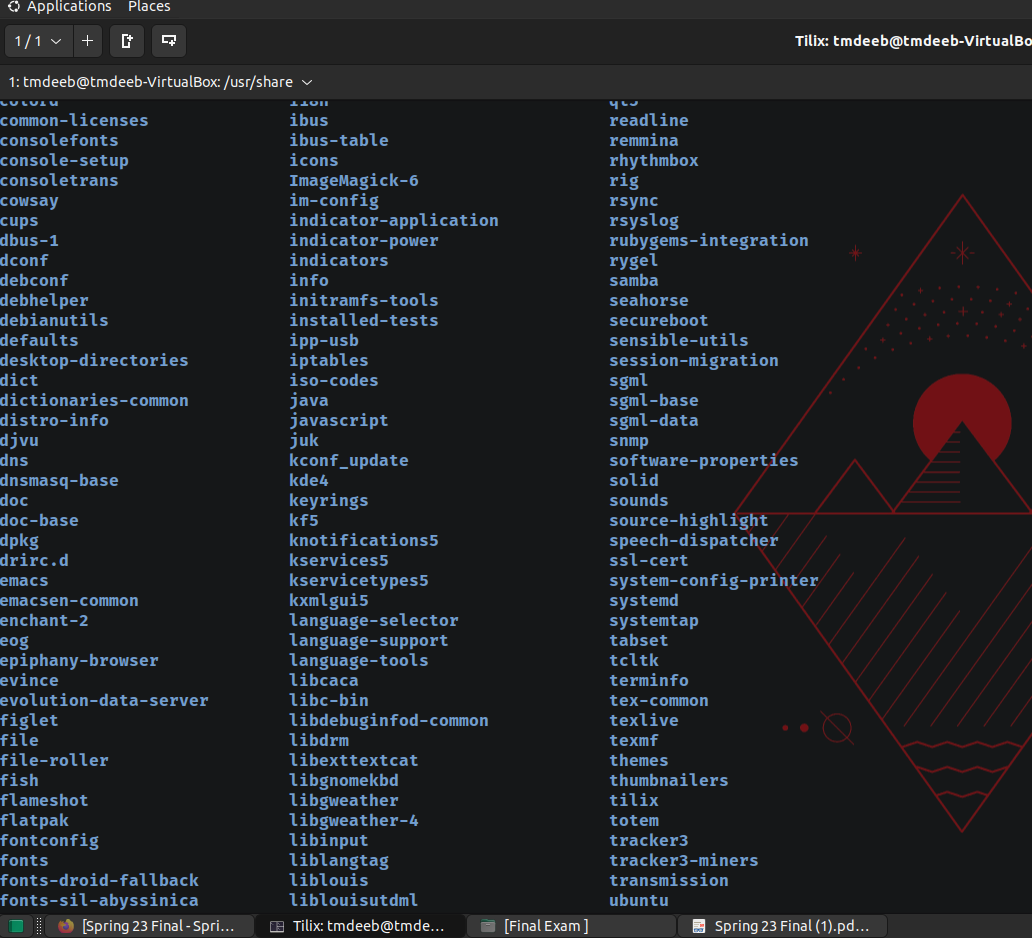 Applications Places
1 / 1
Tilix: tmdeeb@tmdeeb-VirtualBo
1: tmdeeb@tmdeeb-VirtualBox: /usr/share
colord i18n qt5
common-licenses ibus readline
consolefonts ibus-table remmina
console-setup icons rhythmbox
consoletrans ImageMagick-6 rig
cowsay im-config rsync
cups indicator-application rsyslog
dbus-1 indicator-power rubygems-integration
dconf indicators rygel
debconf info samba
debhelper initramfs-tools seahorse
debianutils installed-tests secureboot
defaults ipp-usb sensible-utils
desktop-directories iptables session-migration
dict iso-codes sgml
dictionaries-common java sgml-base
distro-info javascript sgml-data
djvu juk snmp
dns kconf_update software-properties
dnsmasq-base kde4 solid
doc keyrings sounds
doc-base kf5 source-highlight
dpkg knotifications5 speech-dispatcher
drirc.d kservices5 ssl-cert
emacs kservicetypes5 system-config-printer
emacsen-common kxmlgui5 systemd
enchant-2 language-selector systemtap
eog language-support tabset
epiphany-browser language-tools tcltk
evince libcaca terminfo
evolution-data-server libc-bin tex-common
figlet libdebuginfod-common texlive
file libdrm texmf
file-roller libexttextcat themes
fish libgnomekbd thumbnailers
flameshot libgweather tilix
flatpak libgweather-4 totem
fontconfig libinput tracker3
fonts liblangtag tracker3-miners
fonts-droid-fallback liblouis transmission
fonts-sil-abyssinica liblouisutdml ubuntu
[Spring 23 Final - Spri... Tilix: tmdeeb@tmde... [Final Exam ] Spring 23 Final (1).pd...